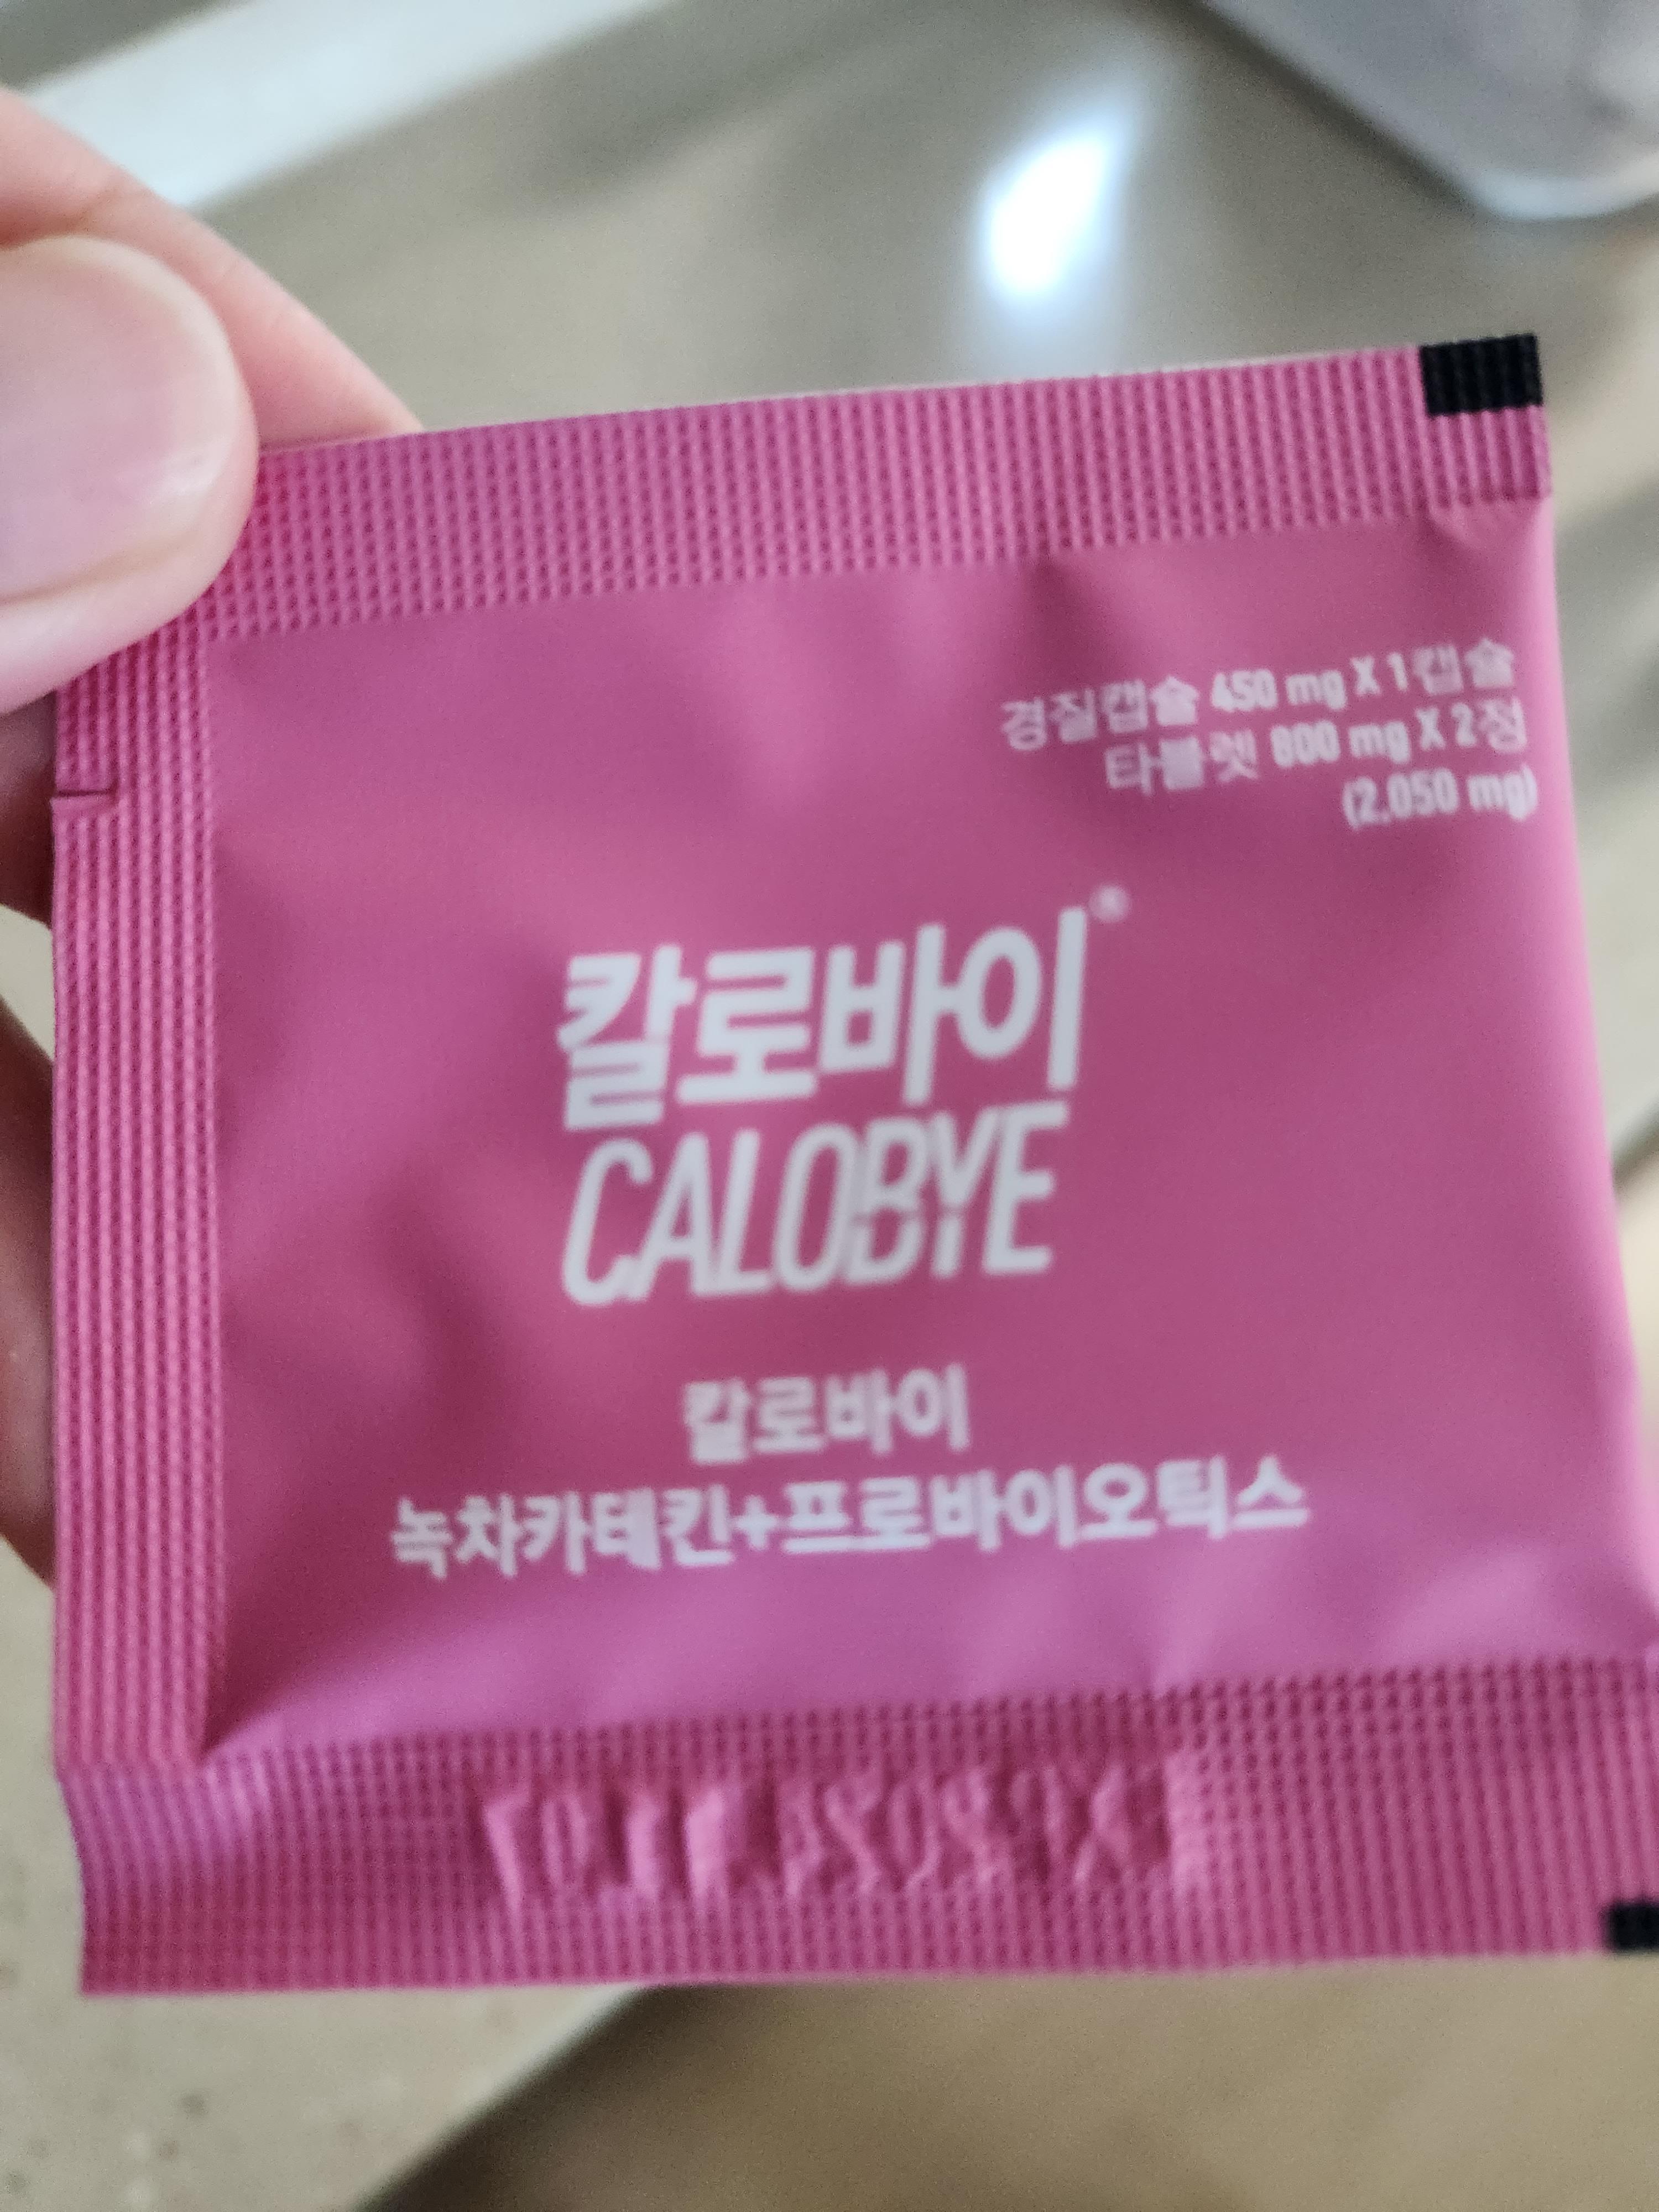 경질캡슐 450 mg X 1캡슐
타블렛 800 mg X 2정
(2,050 mg)
칼로바이®
CALOBYE
칼로바이
녹차카테킨+프로바이오틱스